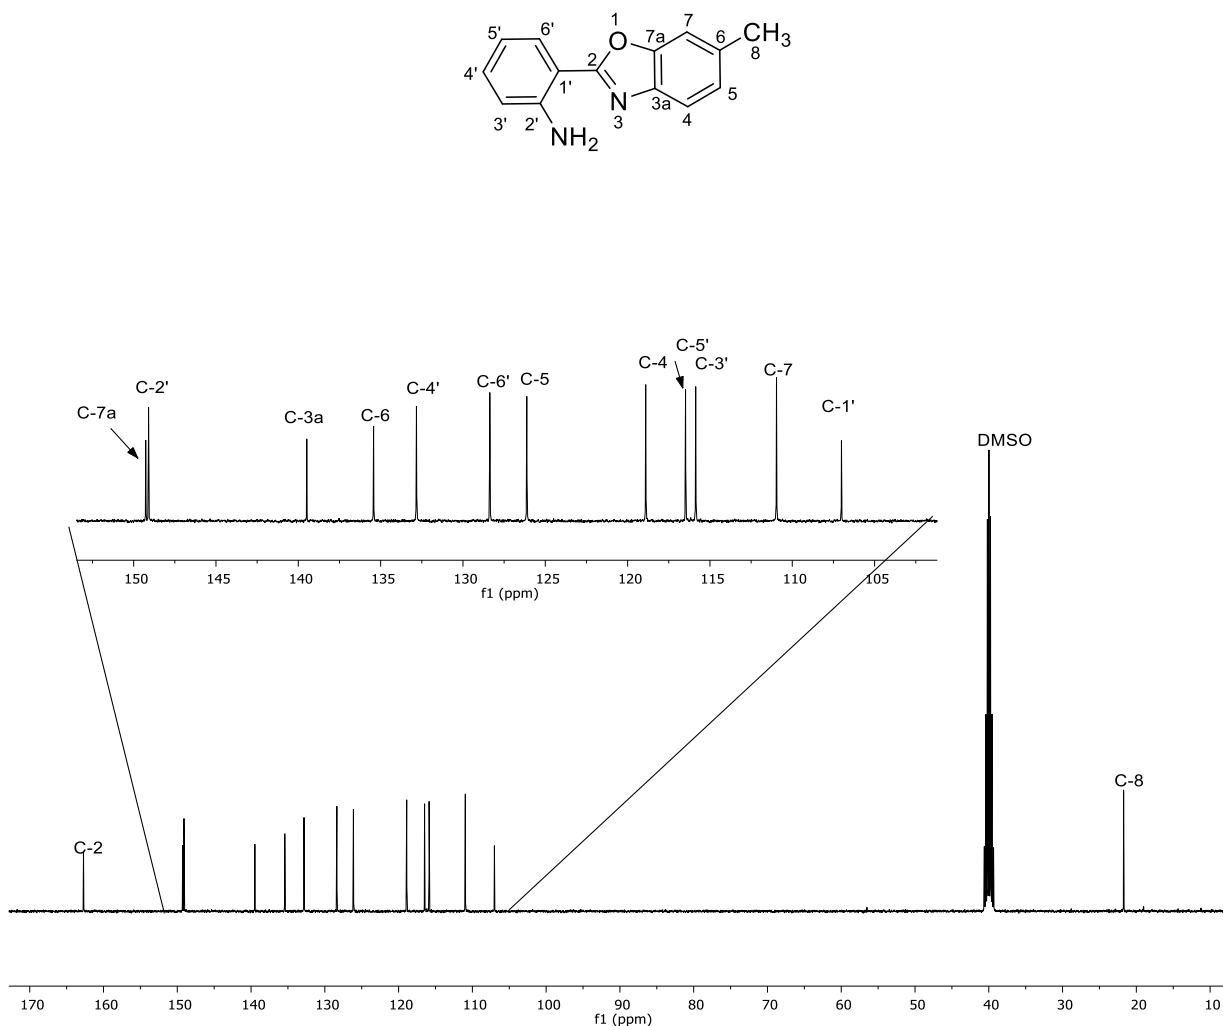 1
O
7a
7
6
CH3
8
5
4
3a
N
3
2
1'
6'
5'
4'
3'
2'
NH2
C-7a
C-2'
C-3a
C-6
C-4'
C-6'
C-5
C-4
C-5'
C-3'
C-7
C-1'
DMSO
150 145 140 135 130 125 120 115 110 105
f1 (ppm)
C-2
C-8
170 160 150 140 130 120 110 100 90 80 70 60 50 40 30 20 10
f1 (ppm)